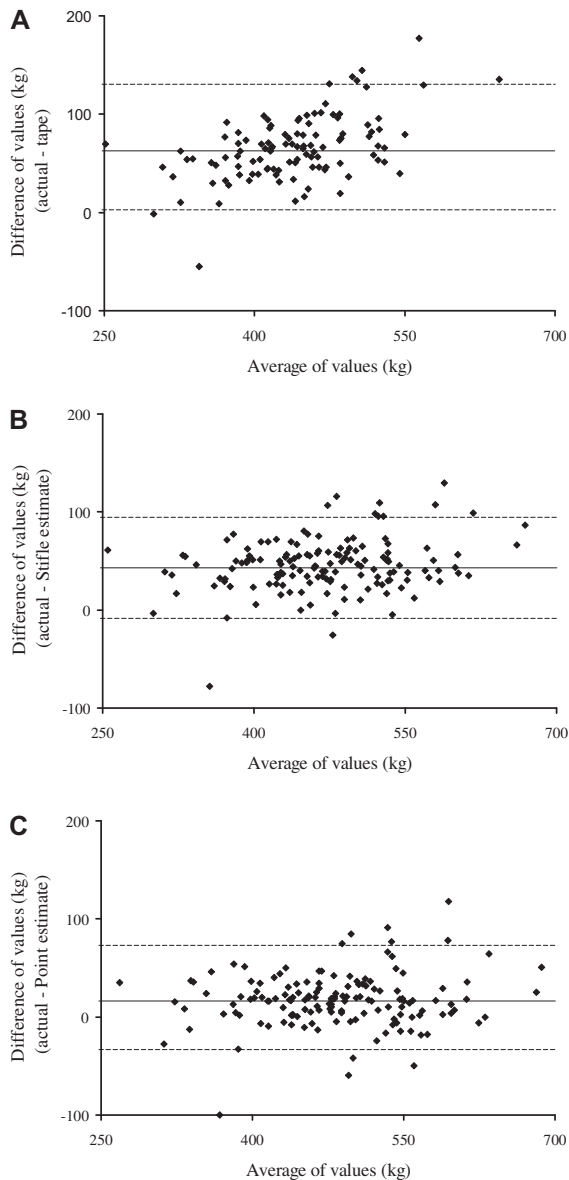 A
200
100
0
-100
250
400
550
700
Difference of values (kg)
(actual - tape)
Average of values (kg)
B
200
100
0
-100
250
400
550
700
Difference of values (kg)
(actual - Stifle estimate)
Average of values (kg)
C
200
100
0
-100
250
400
550
700
Difference of values (kg)
(actual - Point estimate)
Average of values (kg)